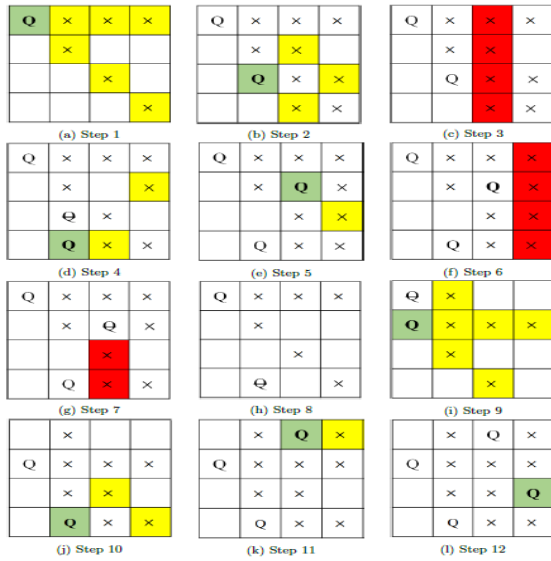 Q × × ×
×
×
×
(a) Step 1
Q × × ×
× ×
Q × ×
× ×
(b) Step 2
Q × × ×
× ×
Q × ×
× ×
(c) Step 3
Q × × ×
× ×
Q ×
Q × ×
(d) Step 4
Q × × ×
× Q ×
× ×
Q × ×
(e) Step 5
Q × × ×
× Q ×
× ×
Q × ×
(f) Step 6
Q × × ×
× Q ×
×
Q × ×
(g) Step 7
Q × × ×
×
×
Q ×
(h) Step 8
Q ×
Q × × ×
×
×
(i) Step 9
×
Q × × ×
× ×
Q × ×
(j) Step 10
× Q ×
Q × × ×
× ×
Q × ×
(k) Step 11
× Q ×
Q × × ×
× × Q
Q × ×
(l) Step 12